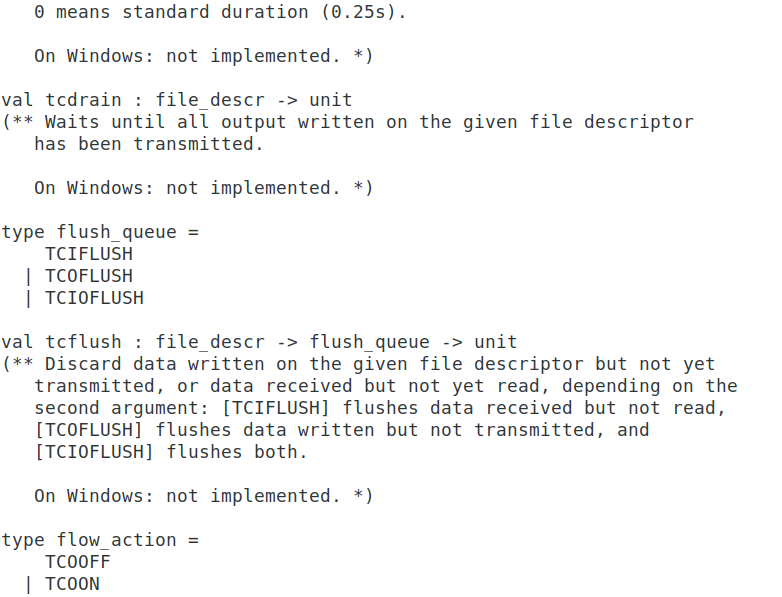 0 means standard duration (0.25s).

   On Windows: not implemented. *)

val tcdrain : file_descr -> unit
(** Waits until all output written on the given file descriptor
   has been transmitted.

   On Windows: not implemented. *)

type flush_queue =
    TCIFLUSH
  | TCOFLUSH
  | TCIOFLUSH

val tcflush : file_descr -> flush_queue -> unit
(** Discard data written on the given file descriptor but not yet
   transmitted, or data received but not yet read, depending on the
   second argument: [TCIFLUSH] flushes data received but not read,
   [TCOFLUSH] flushes data written but not transmitted, and
   [TCIOFLUSH] flushes both.

   On Windows: not implemented. *)

type flow_action =
    TCOOFF
  | TCOON